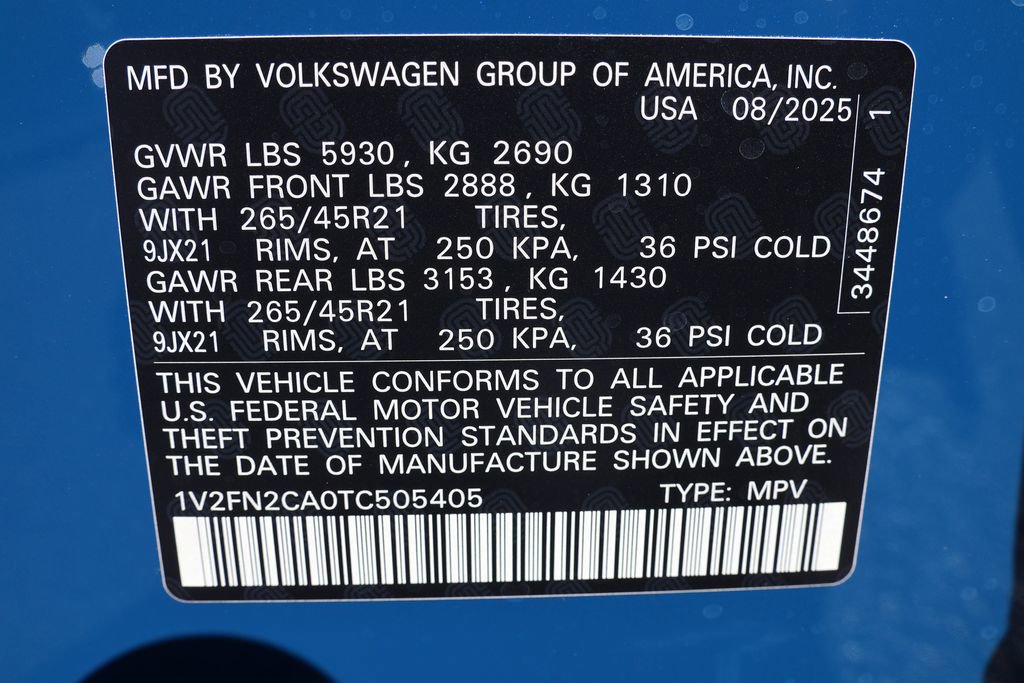 MFD BY VOLKSWAGEN GROUP OF AMERICA, INC.
USA 08/2025
GVWR LBS 5930, KG 2690
GAWR FRONT LBS 2888, KG 1310
WITH 265/45R21 TIRES,
9JX21 RIMS, AT 250 KPA, 36 PSI COLD
GAWR REAR LBS 3153, KG 1430
WITH 265/45R21 TIRES,
9JX21 RIMS, AT 250 KPA, 36 PSI COLD
THIS VEHICLE CONFORMS TO ALL APPLICABLE
U.S. FEDERAL MOTOR VEHICLE SAFETY AND
THEFT PREVENTION STANDARDS IN EFFECT ON
THE DATE OF MANUFACTURE SHOWN ABOVE.
1V2FN2CA0TC505405 TYPE: MPV
3448674 1